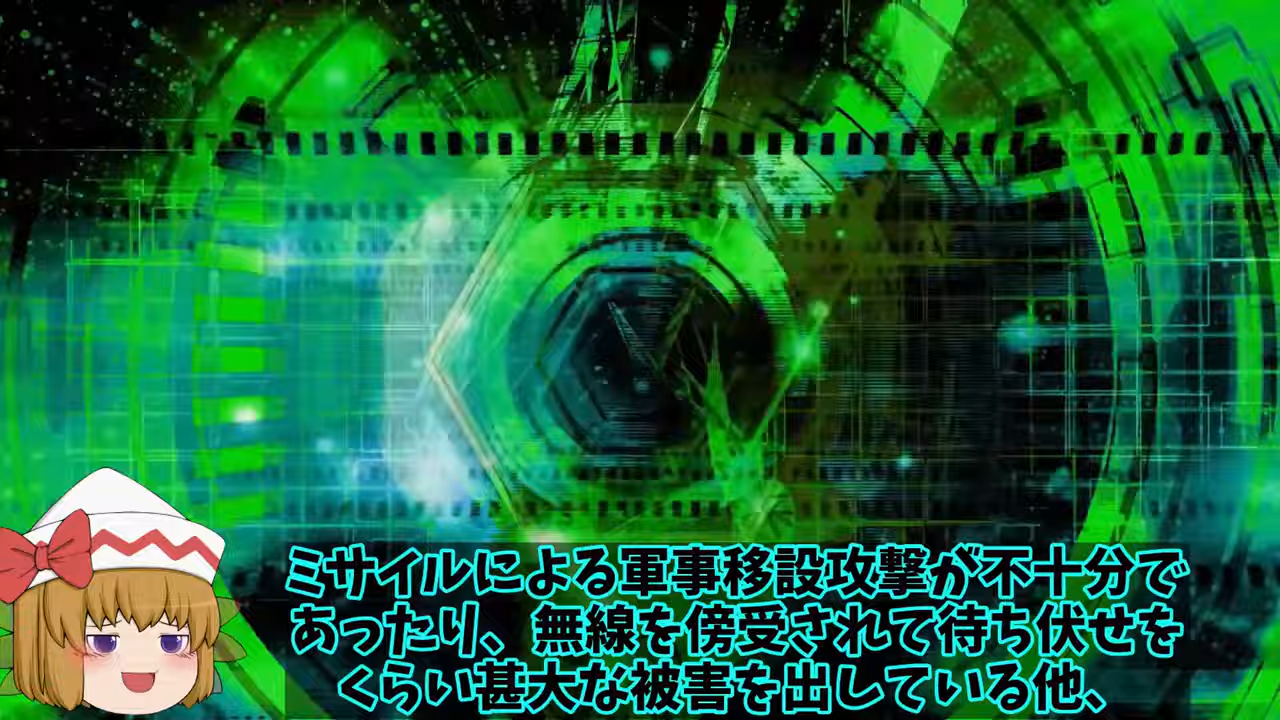 ミサイルによる軍事移設攻撃が不十分で
あったり、無線を傍受されて待ち伏せを
くらい甚大な被害を出している他、